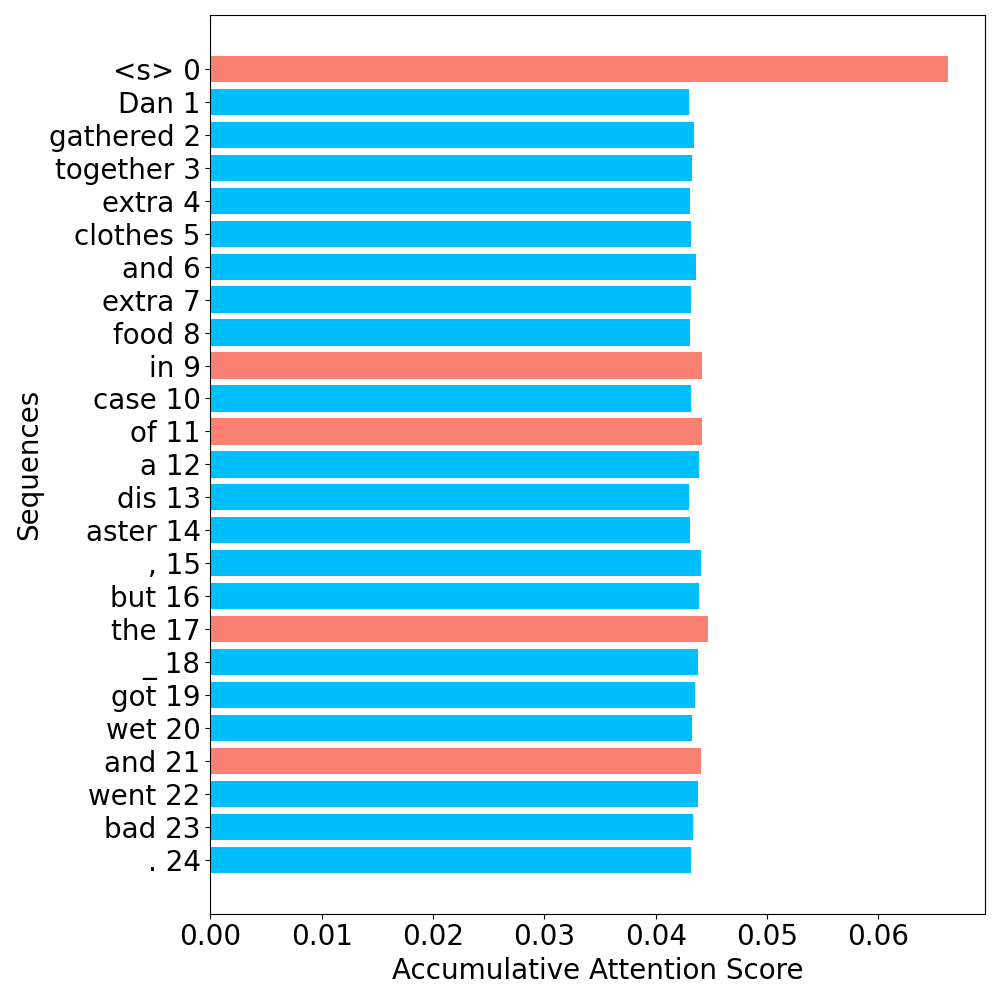 <s> 0
Dan 1
gathered 2
together 3
extra 4
clothes 5
and 6
extra 7
food 8
in 9
case 10
of 11
a 12
dis 13
aster 14
, 15
but 16
the 17
_ 18
got 19
wet 20
and 21
went 22
bad 23
. 24
Sequences
0.00 0.01 0.02 0.03 0.04 0.05 0.06
Accumulative Attention Score